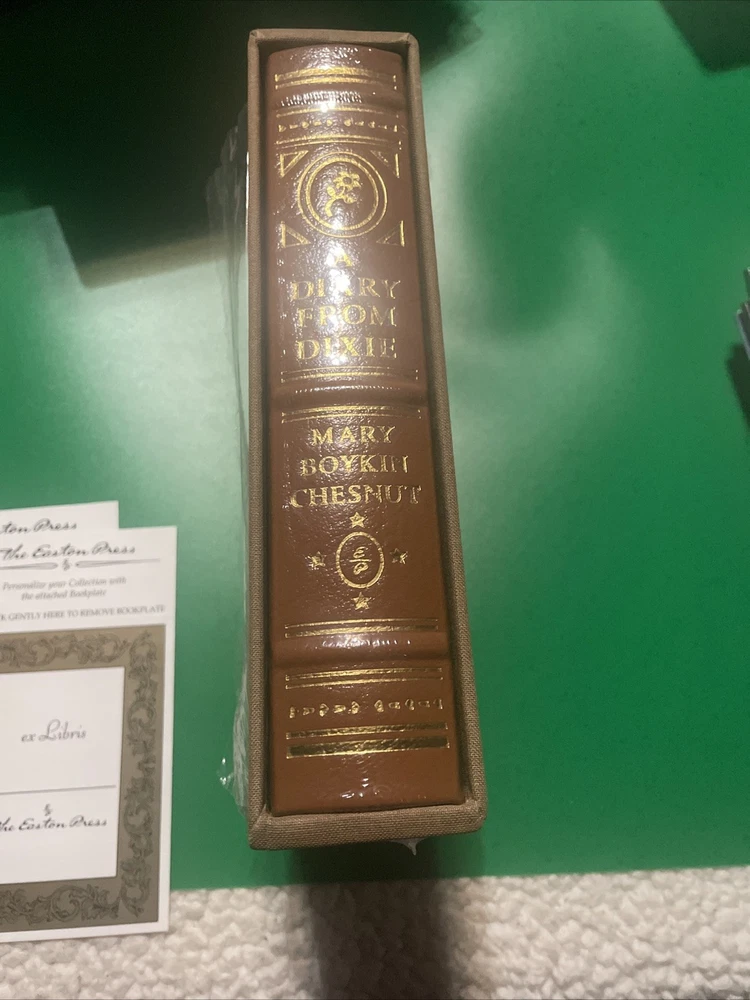 A
DIARY
FROM
DIXIE
MARY
BOYKIN
CHESNUT
ton Press
The Easton Press
Personalize your Collection with
the attached Bookplate
GENTLY HERE TO REMOVE BOOKPLATE
ex Libris
The Easton Press